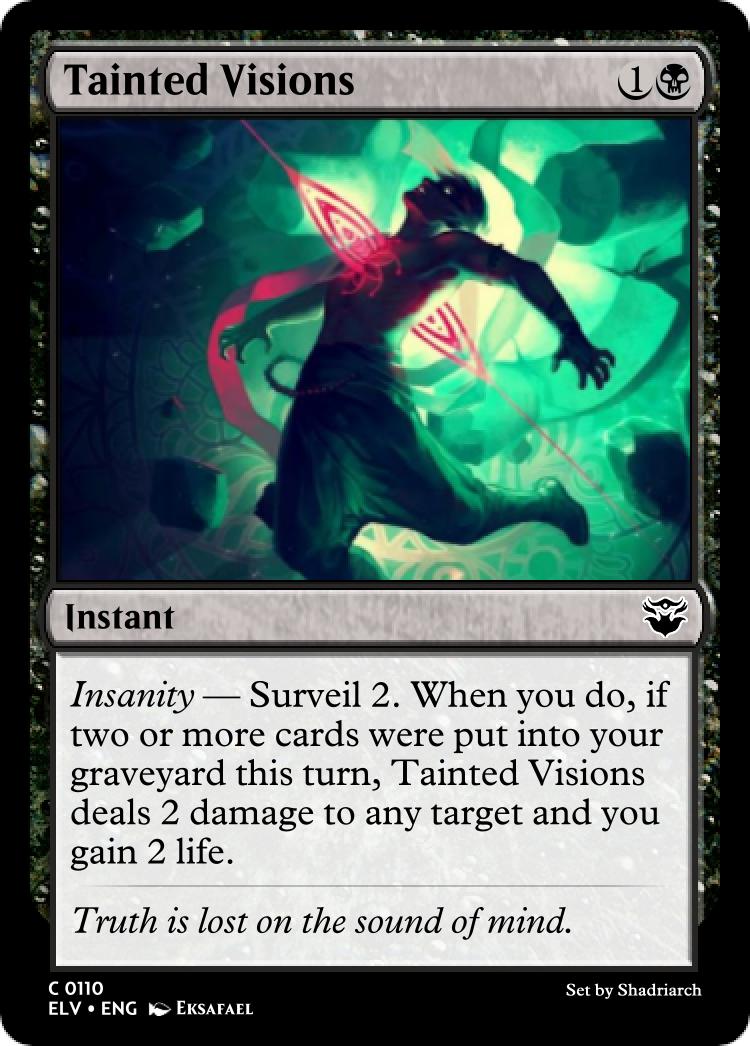 Tainted Visions 1
Instant
Insanity — Surveil 2. When you do, if
two or more cards were put into your
graveyard this turn, Tainted Visions
deals 2 damage to any target and you
gain 2 life.
Truth is lost on the sound of mind.
C 0110
ELV • ENG EKSAFAEL
Set by Shadriarch